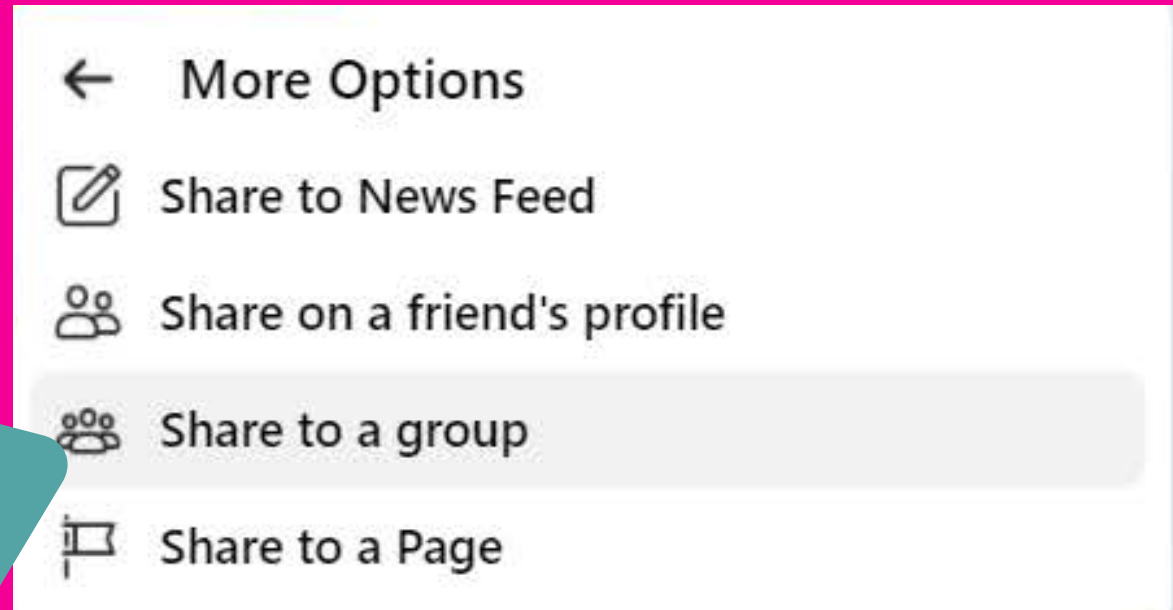 More Options
Share to News Feed
Share on a friend's profile
Share to a group
Share to a Page